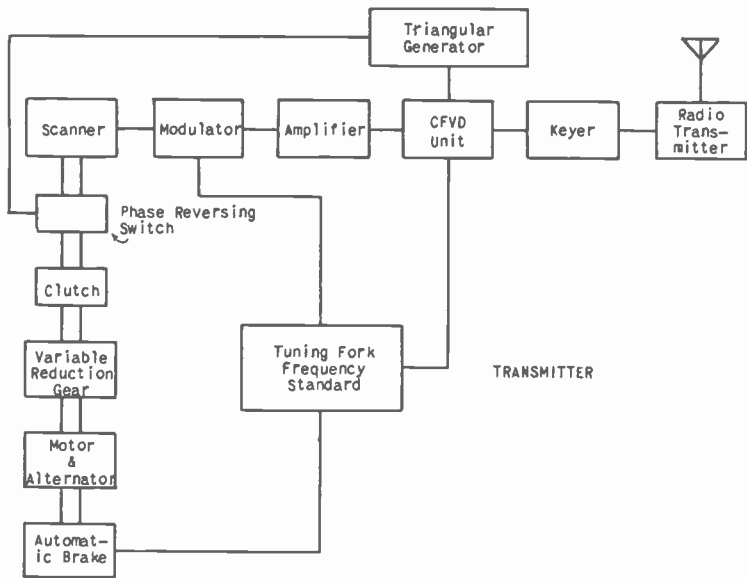 Triangular
Generator
Scanner
Modulator
Amplifier
CFVD
Unit
Keyer
Radio
Trans-
mitter
Phase Reversing
Switch
Clutch
Variable
Reduction
Gear
Tuning Fork
Frequency
Standard
TRANSMITTER
Motor
&
Alternator
Automat-
ic Brake